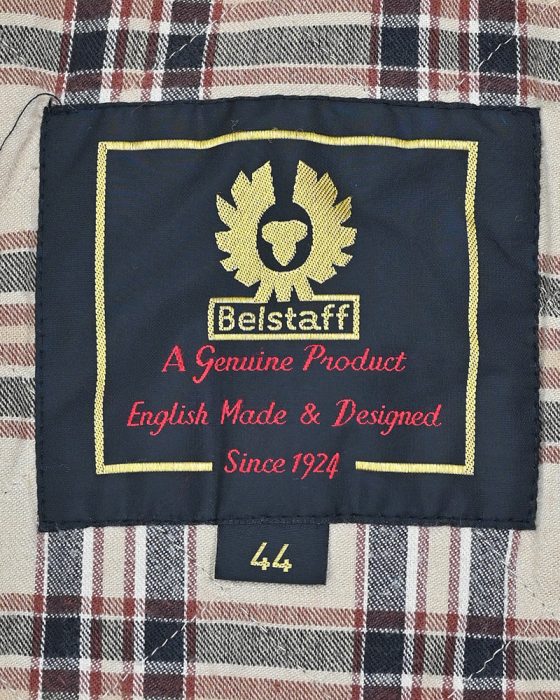 Belstaff
A Genuine Product
English Made & Designed
Since 1924
44